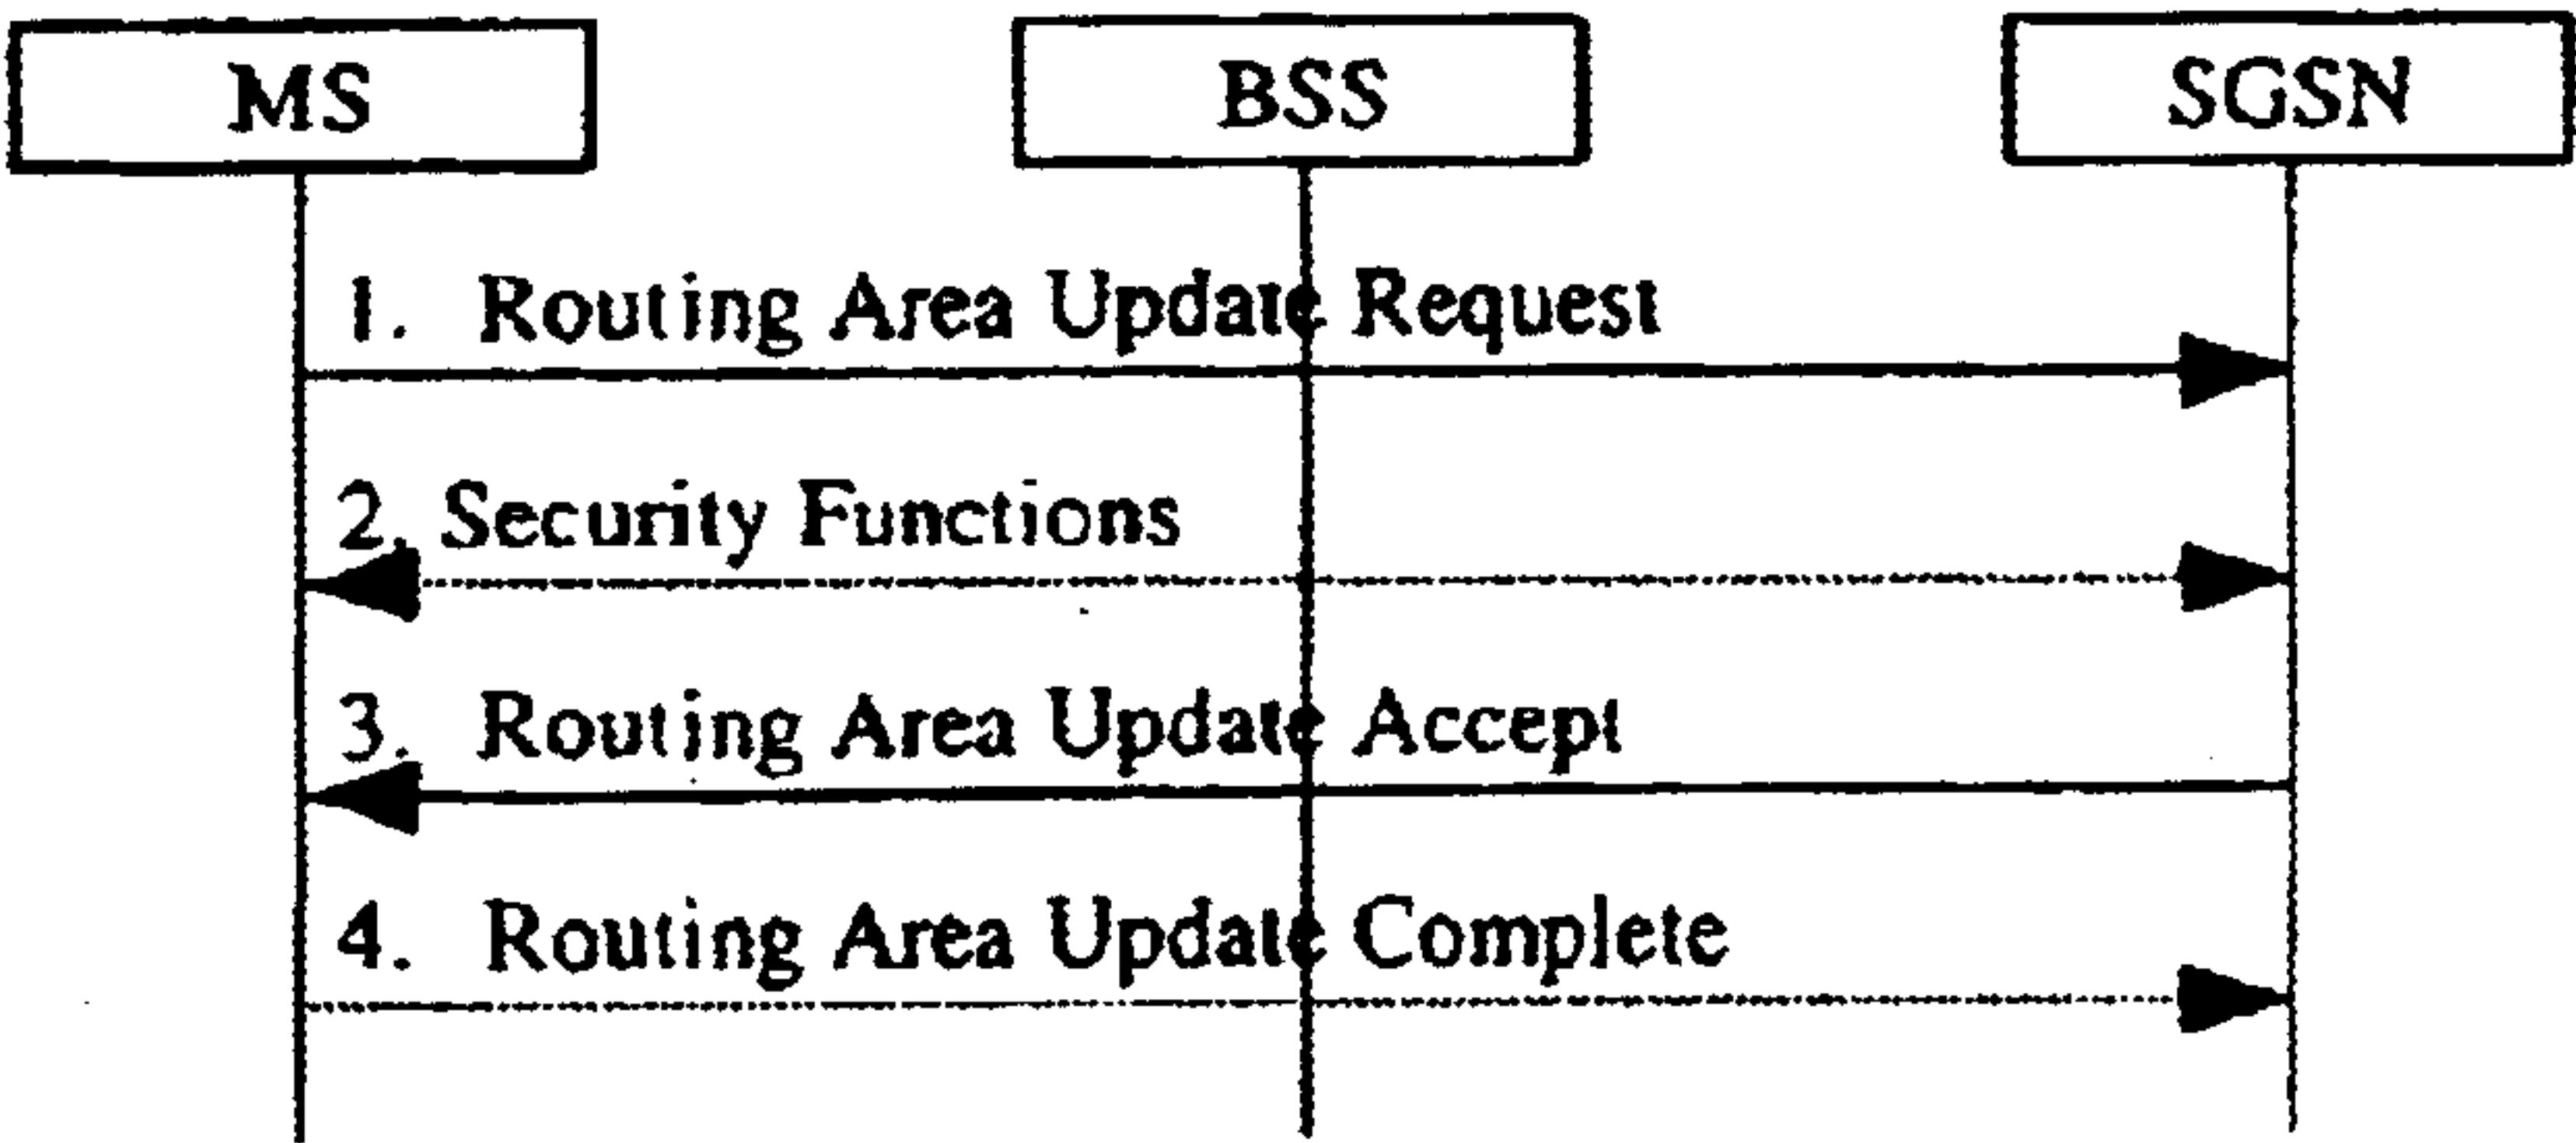 MS BSS SGSN
1. Routing Area Update Request
2. Security Functions
3. Routing Area Update Accept
4. Routing Area Update Complete